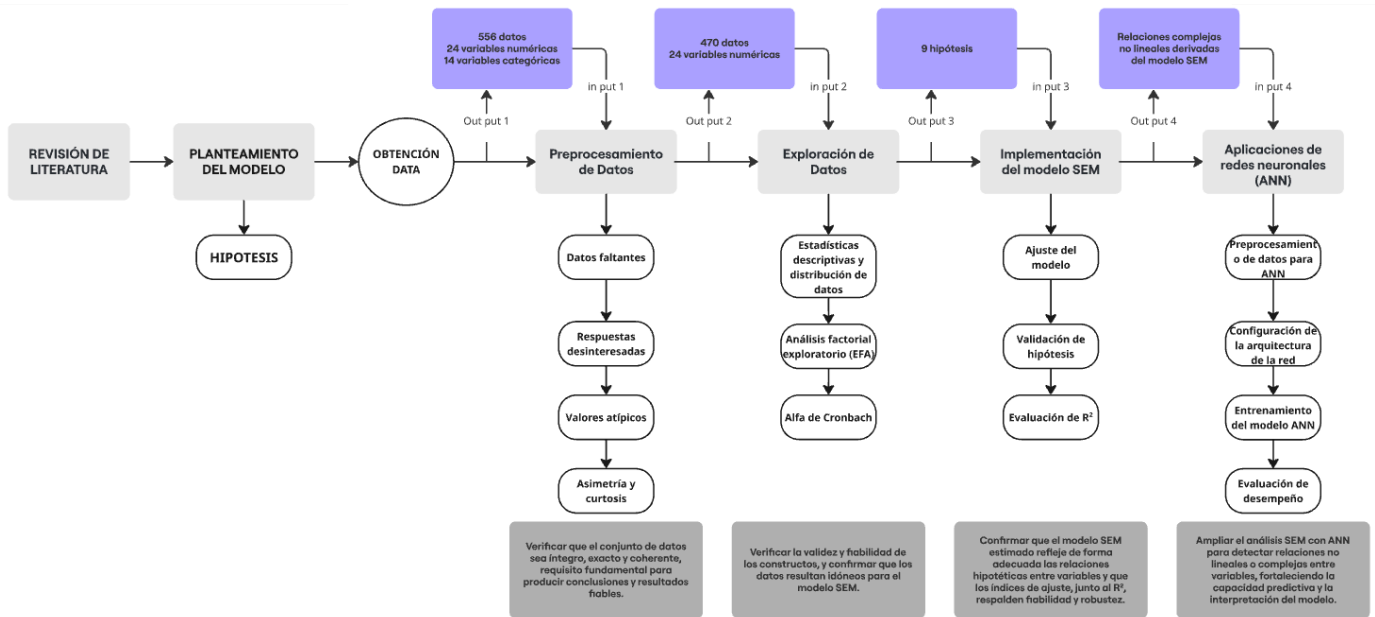 556 datos
24 variables numéricas
14 variables categóricas
470 datos
24 variables numéricas
9 hipótesis
Relaciones complejas
no lineales derivadas
del modelo SEM
in put 1
in put 2
in put 3
in put 4
Out put 1
Out put 2
Out put 3
Out put 4
REVISIÓN DE
LITERATURA
PLANTEAMIENTO
DEL MODELO
OBTENCIÓN
DATA
Preprocesamiento
de Datos
Exploración de
Datos
Implementación
del modelo SEM
Aplicaciones de
redes neuronales
(ANN)
HIPOTESIS
Datos faltantes
Respuestas
desinteresadas
Valores atípicos
Asimetría y
curtosis
Estadísticas
descriptivas y
distribución de
datos
Análisis factorial
exploratorio (EFA)
Alfa de Cronbach
Ajuste del
modelo
Validación de
hipótesis
Evaluación de R²
Preprocesamient
o de datos para
ANN
Configuración de
la arquitectura
de la red
Entrenamiento
del modelo ANN
Evaluación de
desempeño
Verificar que el conjunto de datos
sea íntegro, exacto y coherente,
requisito fundamental para
producir conclusiones y resultados
fiables.
Verificar la validez y fiabilidad de
los constructos, y confirmar que los
datos resultan idóneos para el
modelo SEM.
Confirmar que el modelo SEM
estimado refleje de forma
adecuada las relaciones
hipotéticas entre variables y que
los índices de ajuste, junto al R²,
respalden fiabilidad y robustez.
Ampliar el análisis SEM con ANN
para detectar relaciones no
lineales o complejas entre
variables, fortaleciendo la
capacidad predictiva y la
interpretación del modelo.